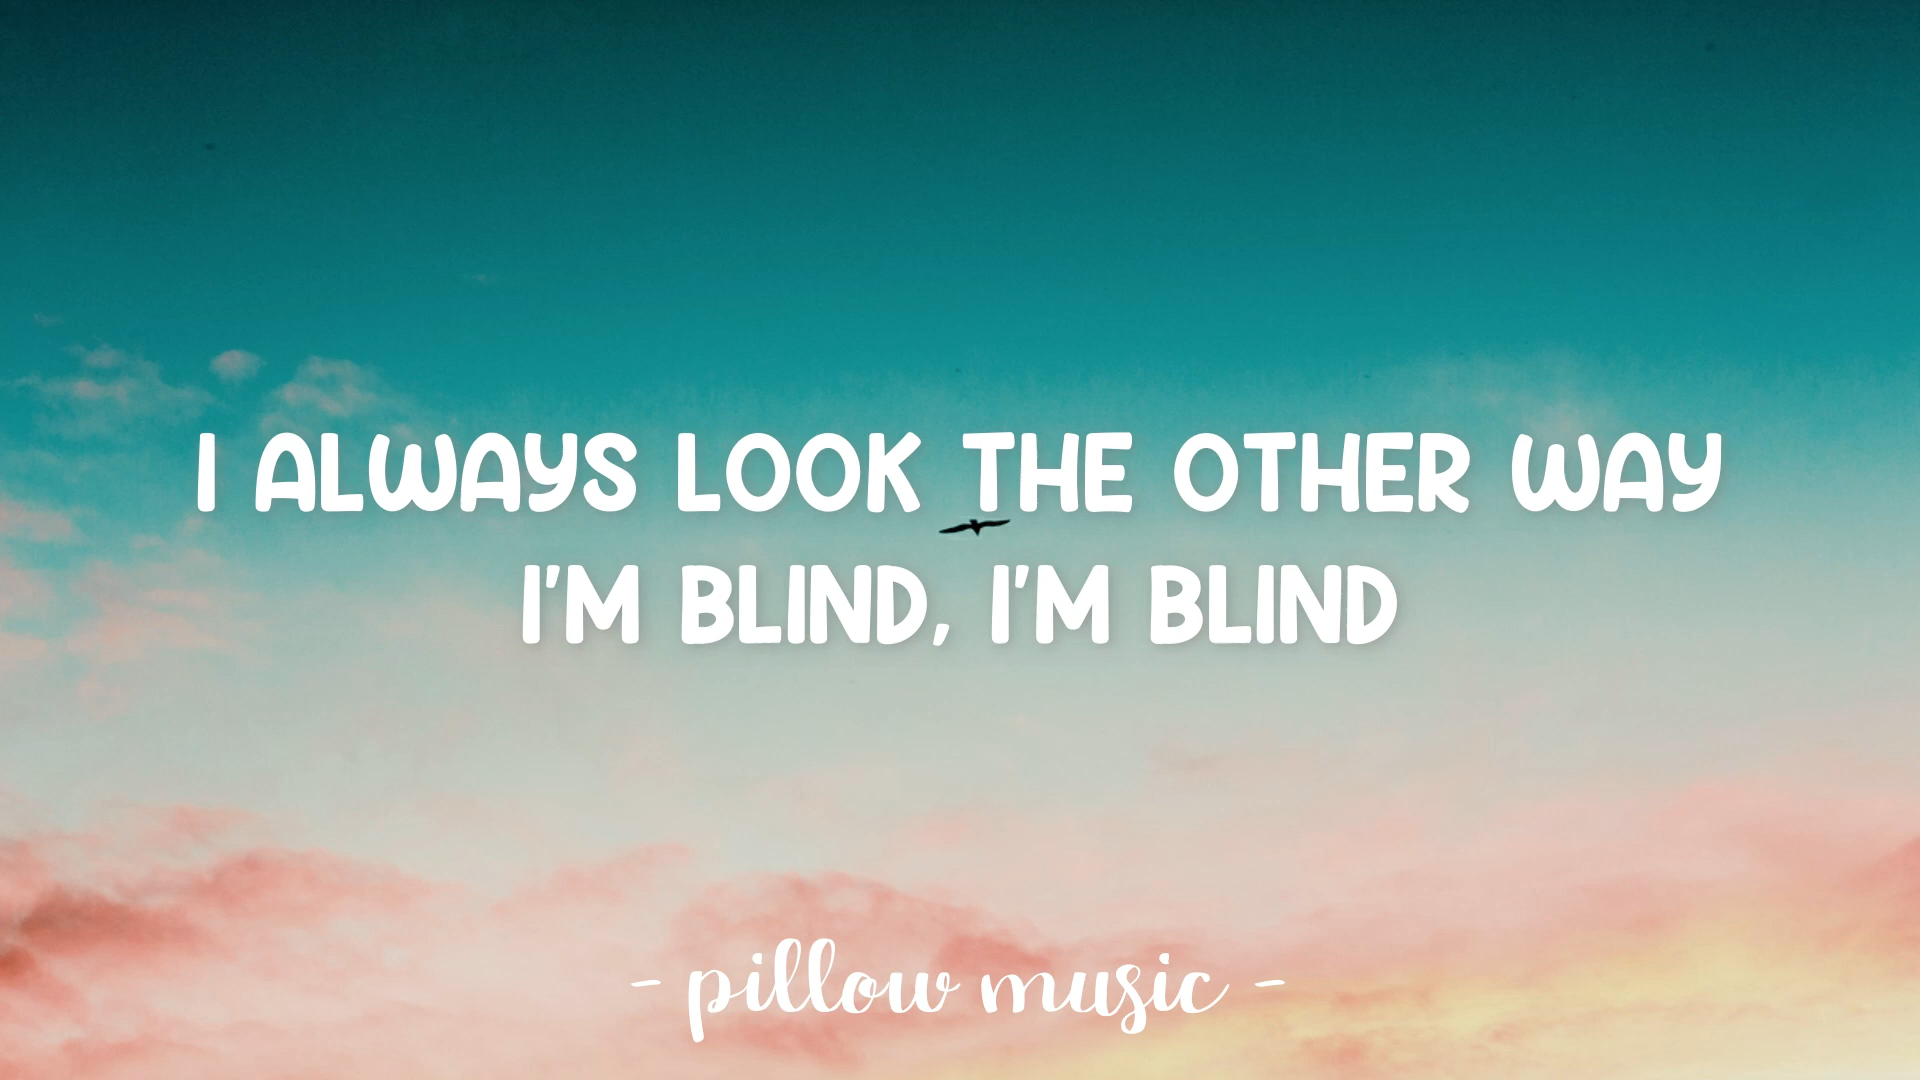 I ALWAYS LOOK THE OTHER WAY
I'M BLIND, I'M BLIND
- pillow music -